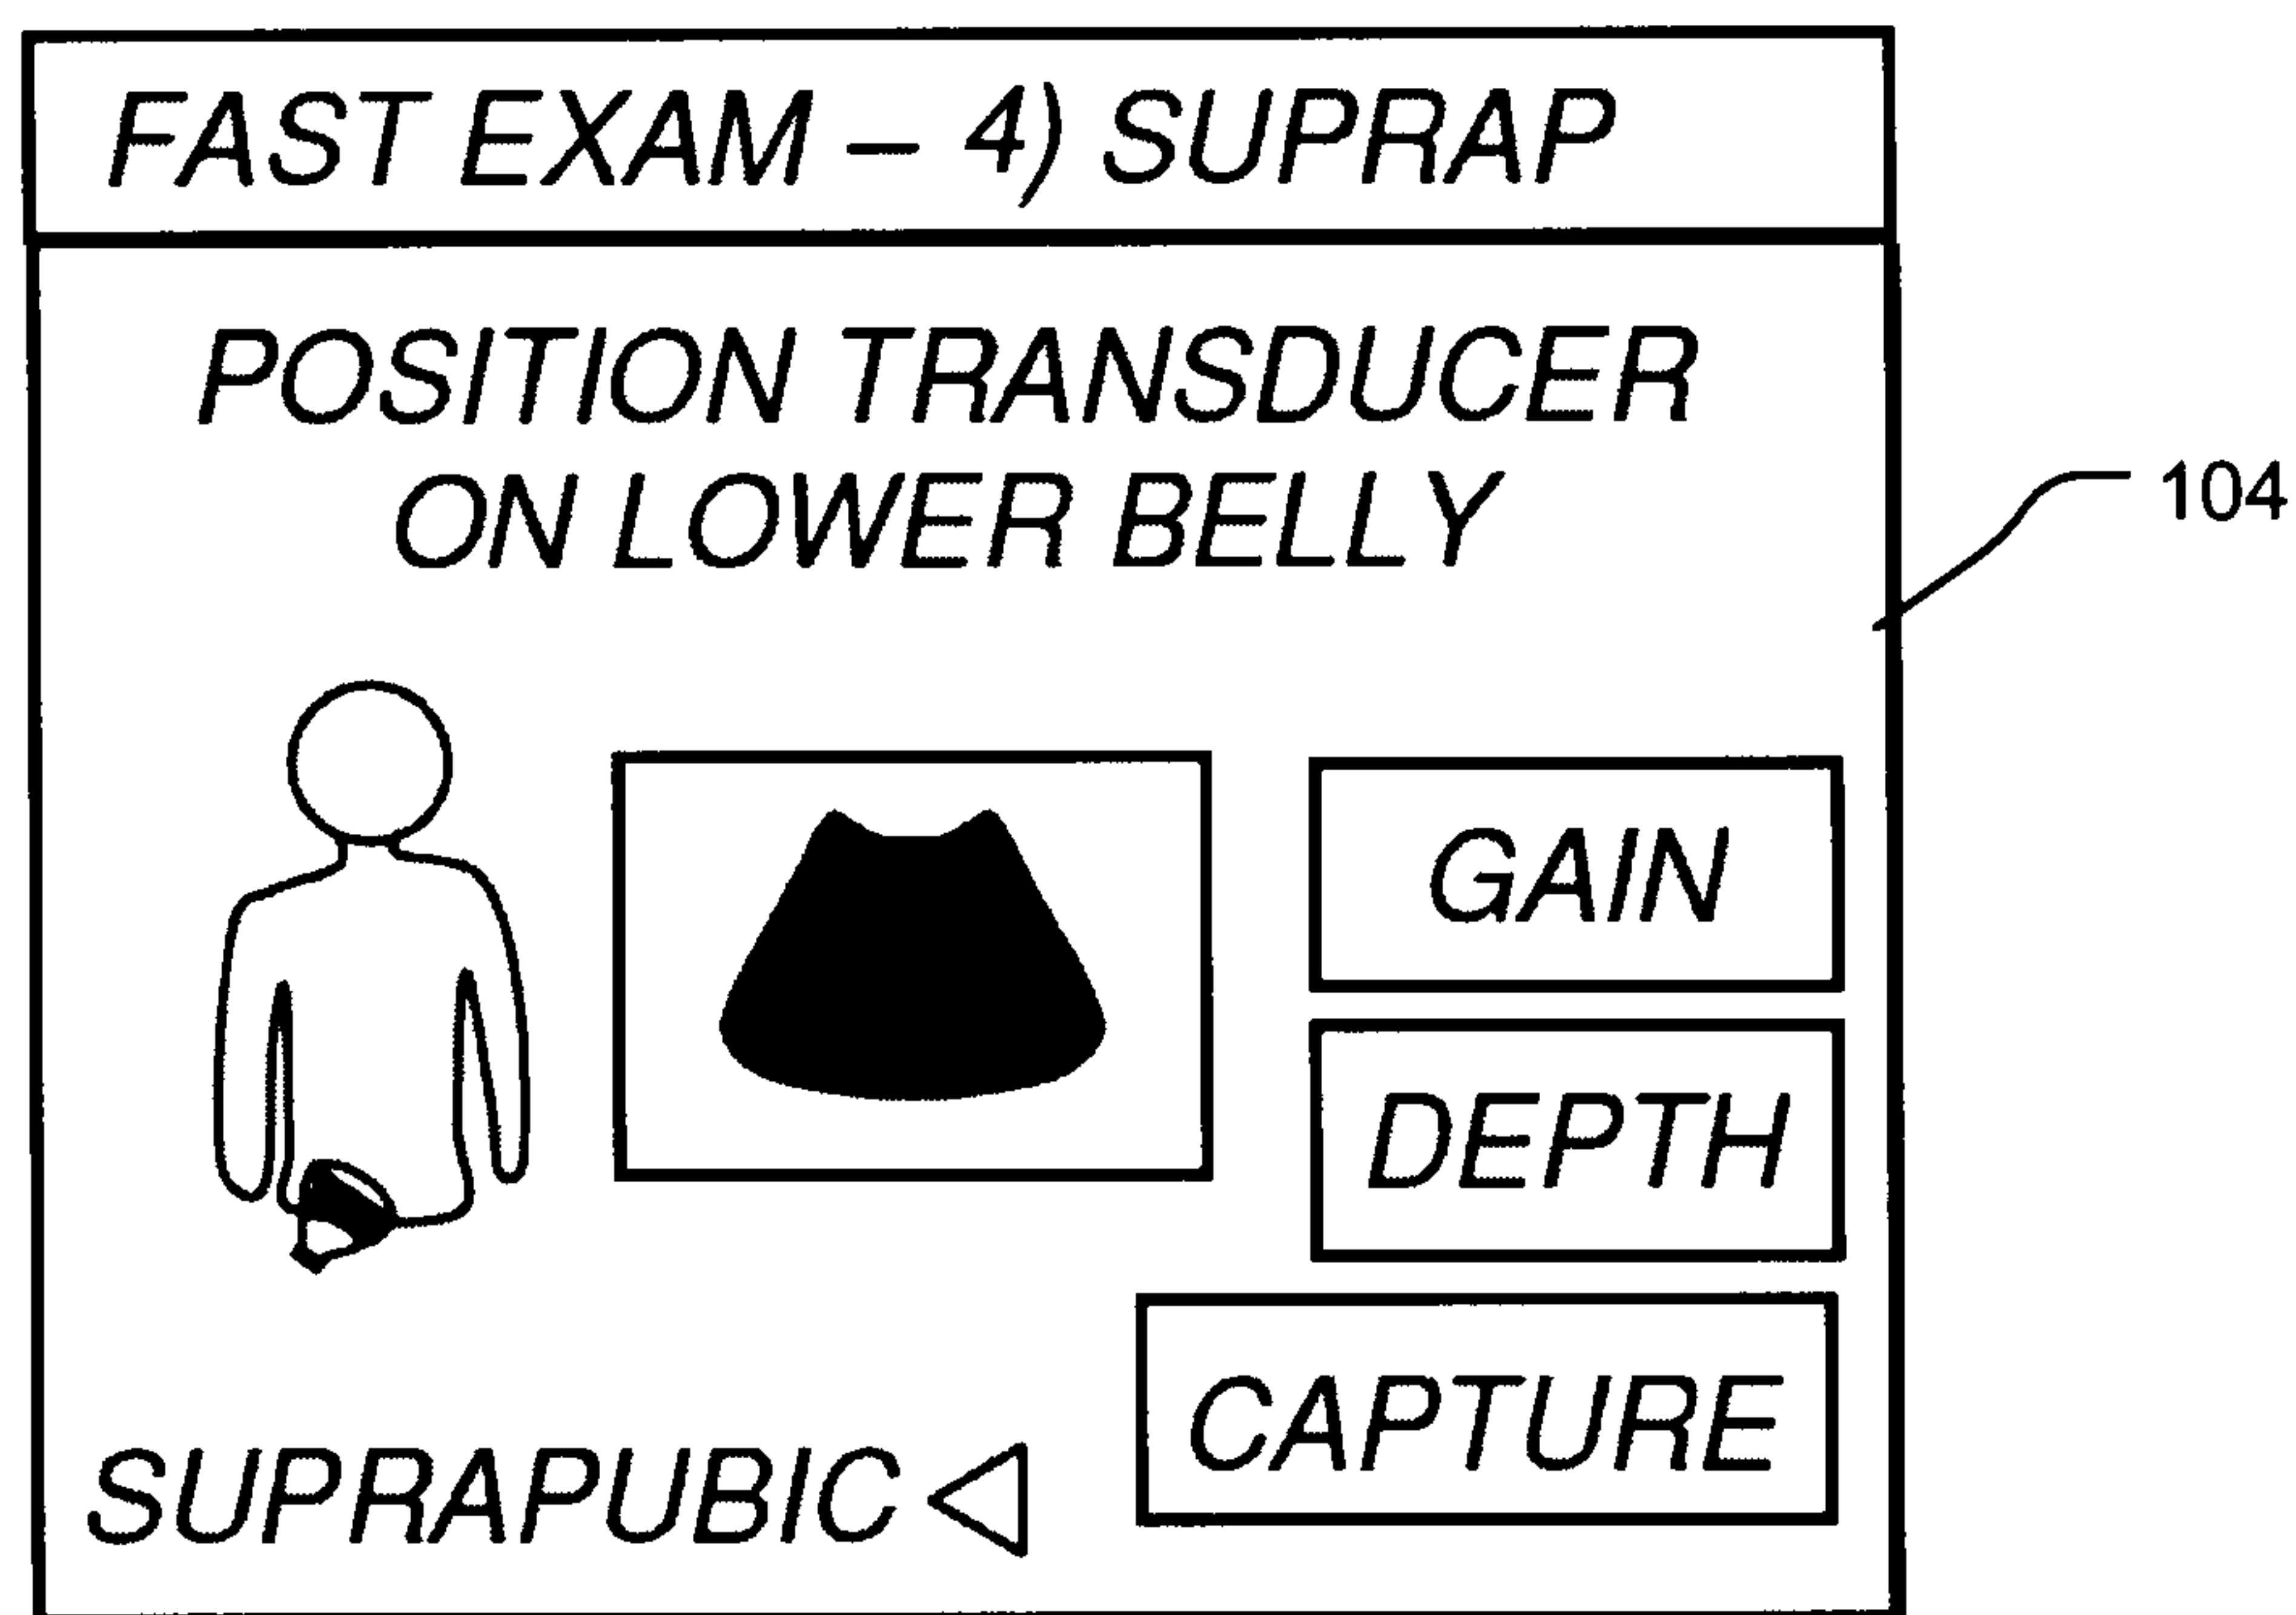 FAST EXAM – 4) SUPRAP
POSITION TRANSDUCER
ON LOWER BELLY
104
GAIN
DEPTH
CAPTURE
SUPRAPUBIC